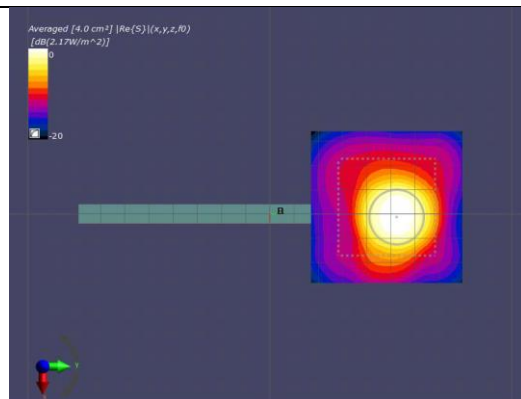 Averaged [4.0 cm²] |Re{S}|(x,y,z,f0)
[dB(2.17W/m^2)]
0
-20
B
Y